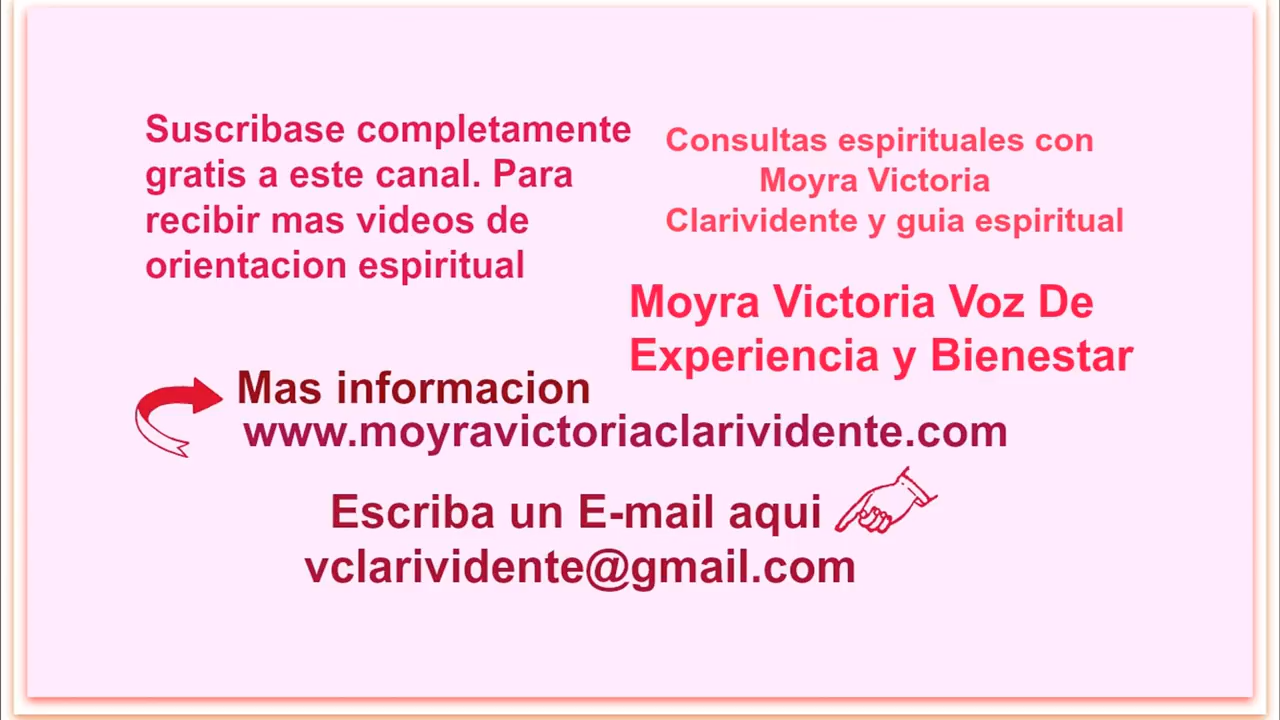 Suscribase completamente
gratis a este canal. Para
recibir mas videos de
orientacion espiritual
Consultas espirituales con
Moyra Victoria
Clarividente y guia espiritual
Moyra Victoria Voz De
Experiencia y Bienestar
Mas informacion
www.moyravictoriaclarividente.com
Escriba un E-mail aqui
vclarividente@gmail.com